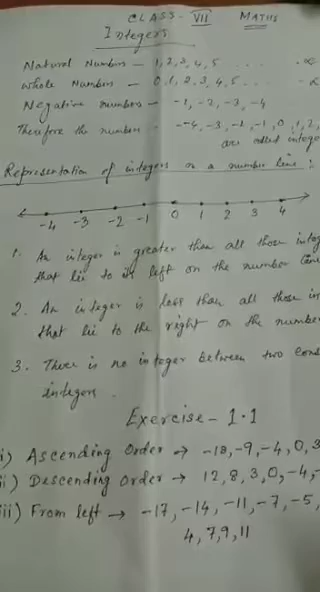 CLASS - VII MATHS
Integers
Natural Numbers - 1, 2, 3, 4, 5 . . . . . ∝
Whole Numbers - 0, 1, 2, 3, 4, 5 . . . . - ∝
Negative numbers - -1, -2, -3, -4
Therefore the numbers - -4, -3, -2, -1, 0, 1, 2,
are called
Representation of integers on a number line :
-4 -3 -2 -1 0 1 2 3 4
1. An integer is greater than all those
that lie to its left on the number
2. An integer is less than all those
that lie to the right on the number
3. There is no integer between two
integers.
Exercise - 1.1
i) Ascending Order → -18, -9, -4, 0, 3
ii) Descending order → 12, 8, 3, 0, -4, -
iii) From left → -17, -14, -11, -7, -5,
4, 7, 9, 11